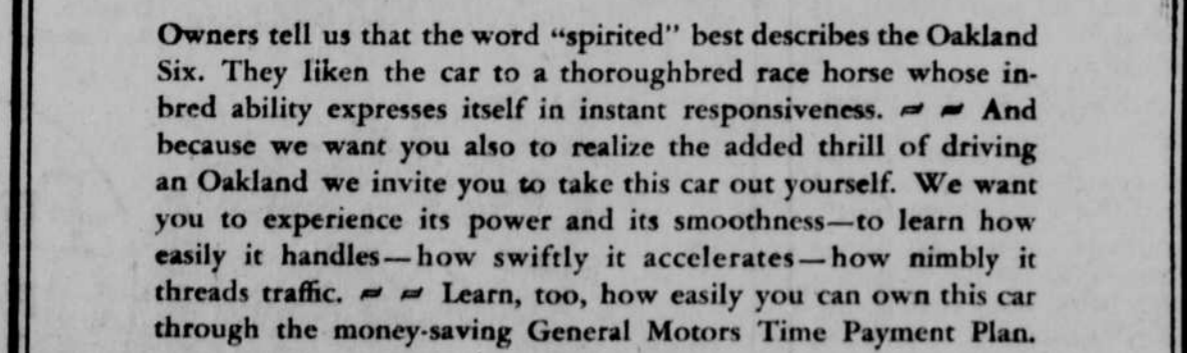 Owners tell us that the word “spirited” best describes the Oakland
Six. They liken the car to a thoroughbred race horse whose in-
bred ability expresses itself in instant responsiveness. And
because we want you also to realize the added thrill of driving
an Oakland we invite you to take this car out yourself. We want
you to experience its power and its smoothness—to learn how
easily it handles—how swiftly it accelerates—how nimbly it
threads traffic. Learn, too, how easily you can own this car
through the money-saving General Motors Time Payment Plan.